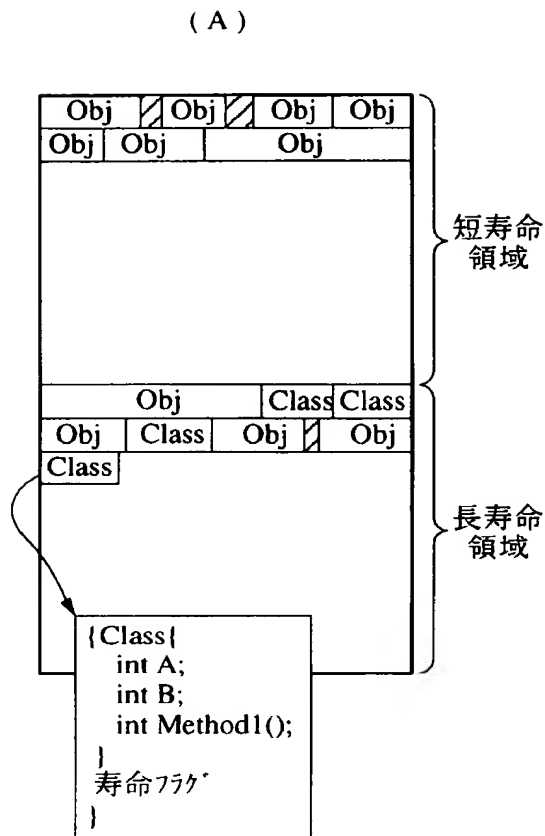 (A)
Obj Obj Obj Obj
Obj Obj Obj
短寿命
領域
Obj Class Class
Obj Class Obj Obj
Class
長寿命
領域
{Class{
int A;
int B;
int Method1();
}
寿命フラグ
}